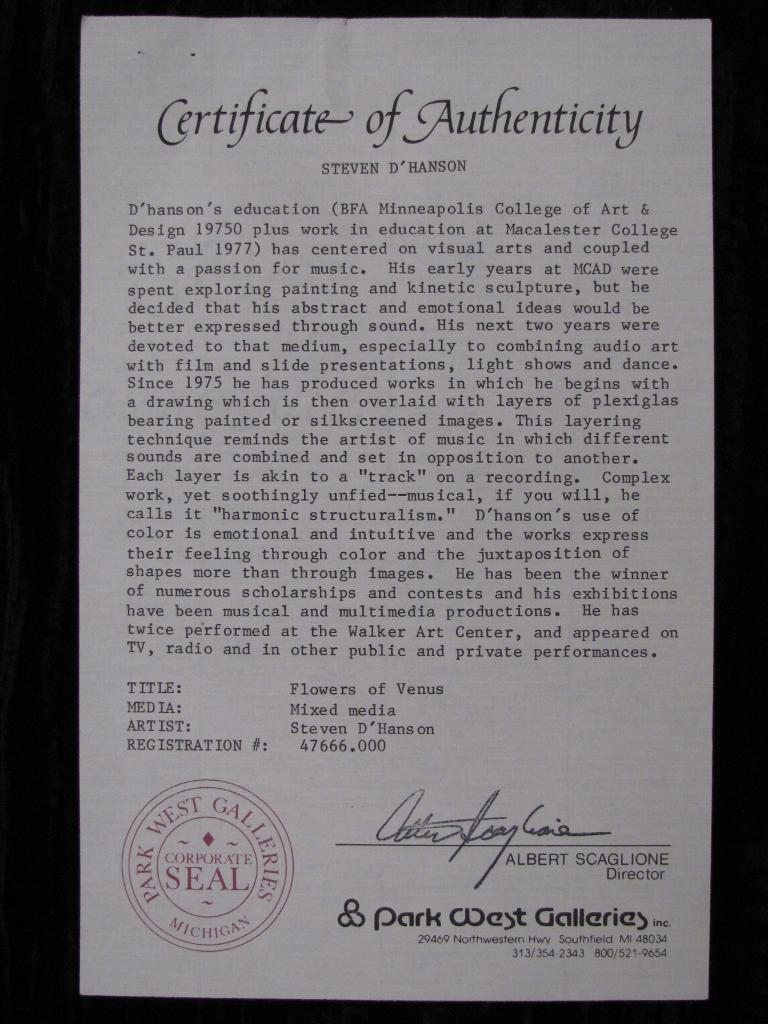 Certificate of Authenticity
STEVEN D'HANSON
D'hanson's education (BFA Minneapolis College of Art &
Design 19750 plus work in education at Macalester College
St. Paul 1977) has centered on visual arts and coupled
with a passion for music. His early years at MCAD were
spent exploring painting and kinetic sculpture, but he
decided that his abstract and emotional ideas would be
better expressed through sound. His next two years were
devoted to that medium, especially to combining audio art
with film and slide presentations, light shows and dance.
Since 1975 he has produced works in which he begins with
a drawing which is then overlaid with layers of plexiglas
bearing painted or silkscreened images. This layering
technique reminds the artist of music in which different
sounds are combined and set in opposition to another.
Each layer is akin to a "track" on a recording. Complex
work, yet soothingly unfied--musical, if you will, he
calls it "harmonic structuralism." D'hanson's use of
color is emotional and intuitive and the works express
their feeling through color and the juxtaposition of
shapes more than through images. He has been the winner
of numerous scholarships and contests and his exhibitions
have been musical and multimedia productions. He has
twice performed at the Walker Art Center, and appeared on
TV, radio and in other public and private performances.
TITLE: Flowers of Venus
MEDIA: Mixed media
ARTIST: Steven D'Hanson
REGISTRATION #: 47666.000
PARK WEST GALLERIES
CORPORATE
SEAL
MICHIGAN
Albert Scaglione
ALBERT SCAGLIONE
Director
Park West Galleries inc.
29469 Northwestern Hwy Southfield MI 48034
313/354-2343 800/521-9654